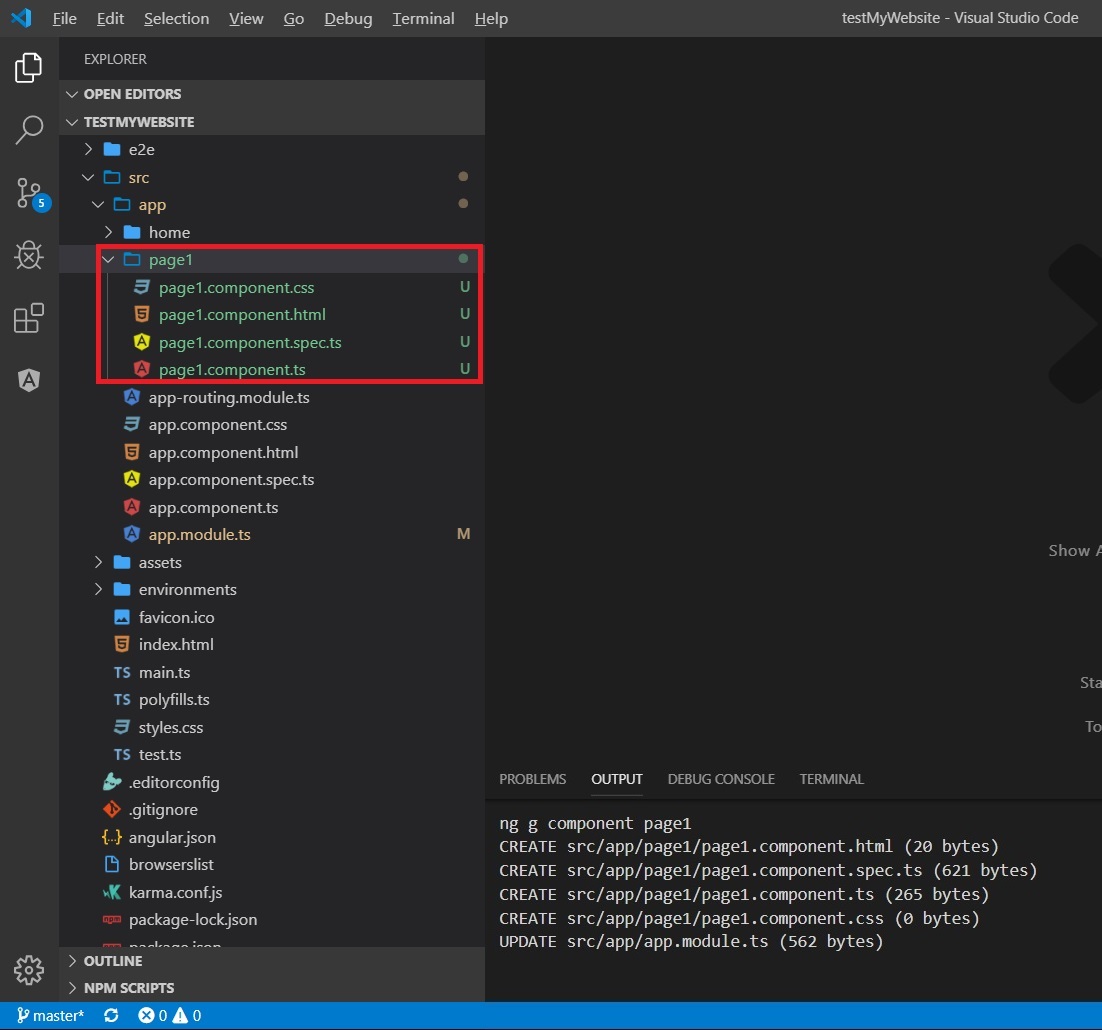 File Edit Selection View Go Debug Terminal Help testMyWebsite - Visual Studio Code
EXPLORER
OPEN EDITORS
TESTMYWEBSITE
e2e
src
app
home
page1
page1.component.css U
page1.component.html U
page1.component.spec.ts U
page1.component.ts U
app-routing.module.ts
app.component.css
app.component.html
app.component.spec.ts
app.component.ts
app.module.ts M
assets
environments
favicon.ico
index.html
TS main.ts
TS polyfills.ts
styles.css
TS test.ts
.editorconfig
.gitignore
{..} angular.json
browserslist
karma.conf.js
package-lock.json
package.json
OUTLINE
NPM SCRIPTS
5
Show A
Sta
To
PROBLEMS OUTPUT DEBUG CONSOLE TERMINAL
ng g component page1
CREATE src/app/page1/page1.component.html (20 bytes)
CREATE src/app/page1/page1.component.spec.ts (621 bytes)
CREATE src/app/page1/page1.component.ts (265 bytes)
CREATE src/app/page1/page1.component.css (0 bytes)
UPDATE src/app/app.module.ts (562 bytes)
master* 0 0